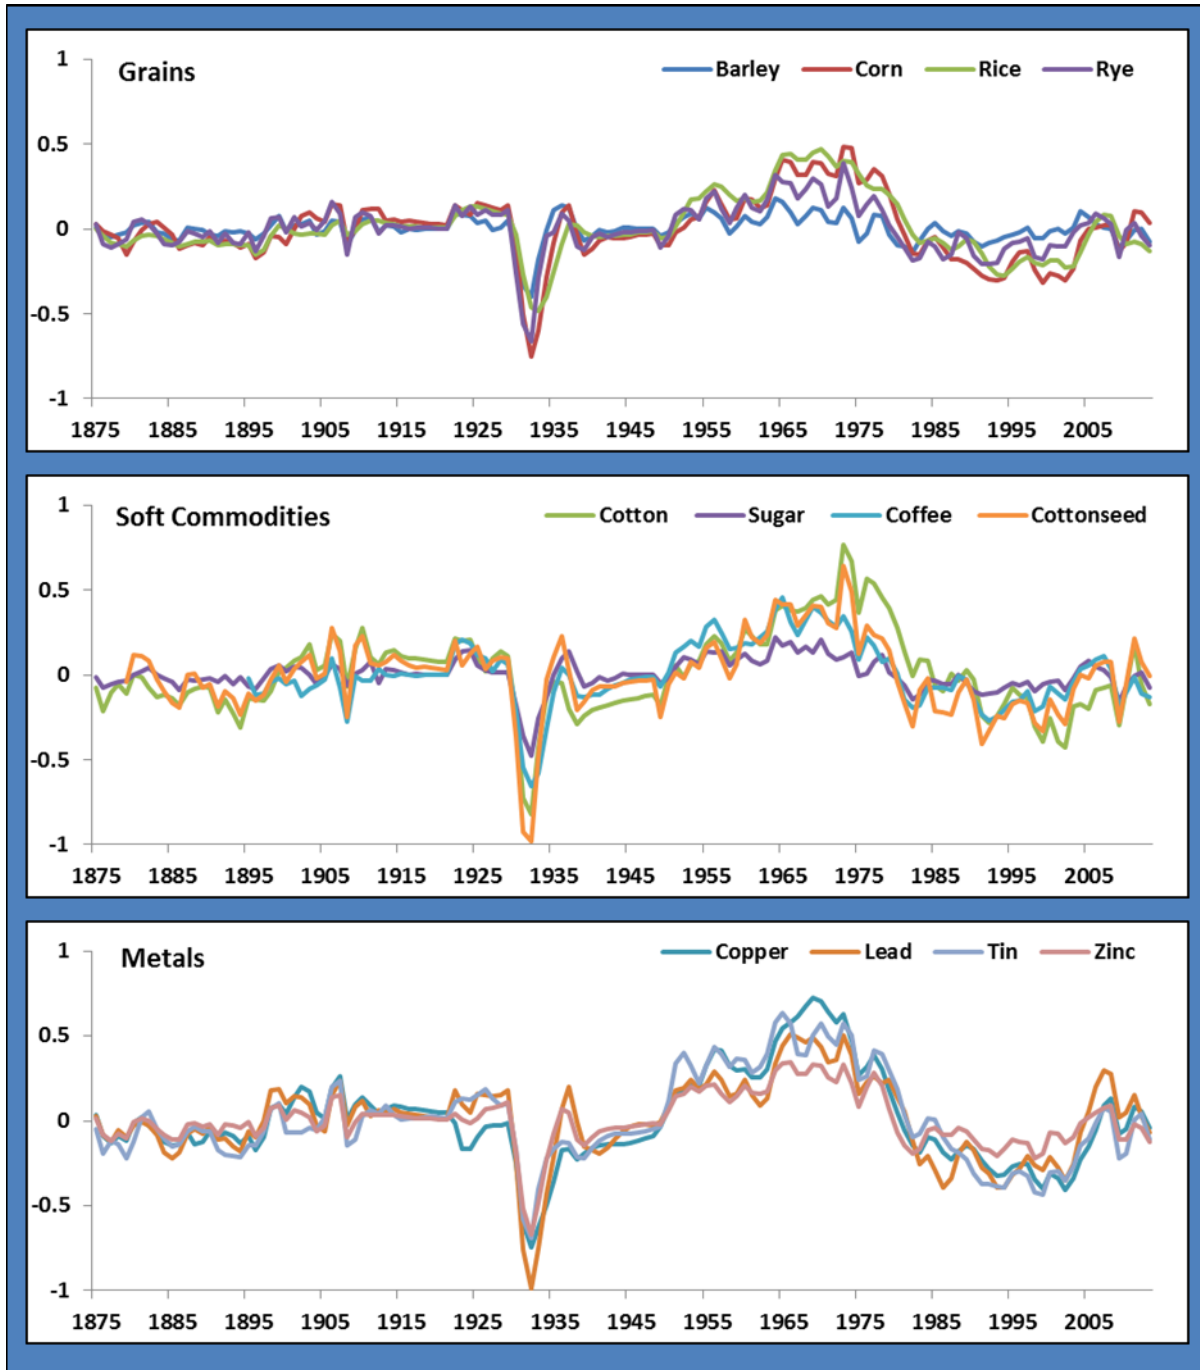 1
Grains
Barley Corn Rice Rye
0.5
0
-0.5
-1
1875 1885 1895 1905 1915 1925 1935 1945 1955 1965 1975 1985 1995 2005
1
Soft Commodities
Cotton Sugar Coffee Cottonseed
0.5
0
-0.5
-1
1875 1885 1895 1905 1915 1925 1935 1945 1955 1965 1975 1985 1995 2005
1
Metals
Copper Lead Tin Zinc
0.5
0
-0.5
-1
1875 1885 1895 1905 1915 1925 1935 1945 1955 1965 1975 1985 1995 2005